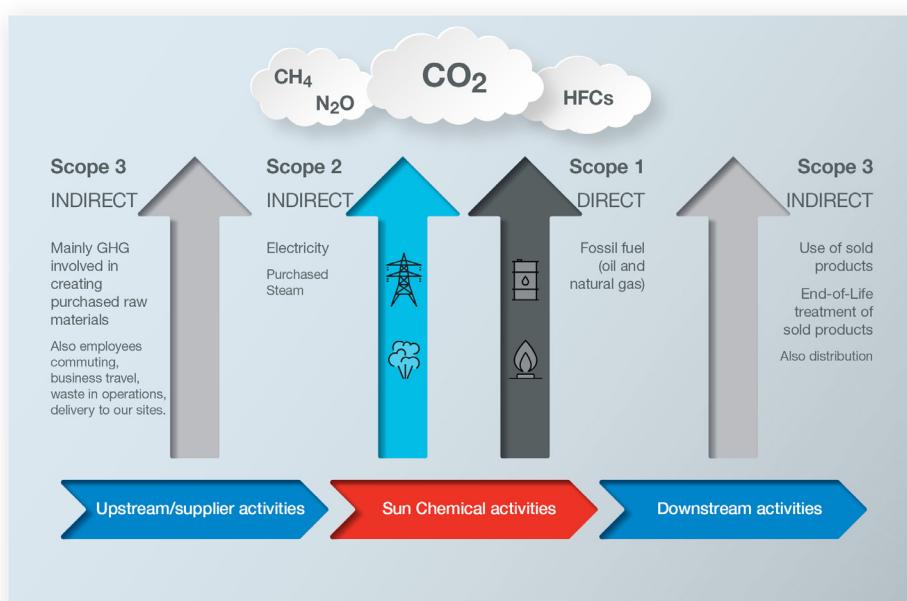 CH₄
N₂O
CO₂
HFCs
Scope 3
INDIRECT
Mainly GHG
involved in
creating
purchased raw
materials
Also employees
commuting,
business travel,
waste in operations,
delivery to our sites.
Scope 2
INDIRECT
Electricity
Purchased
Steam
Scope 1
DIRECT
Fossil fuel
(oil and
natural gas)
Scope 3
INDIRECT
Use of sold
products
End-of-Life
treatment of
sold products
Also distribution
Upstream/supplier activities
Sun Chemical activities
Downstream activities